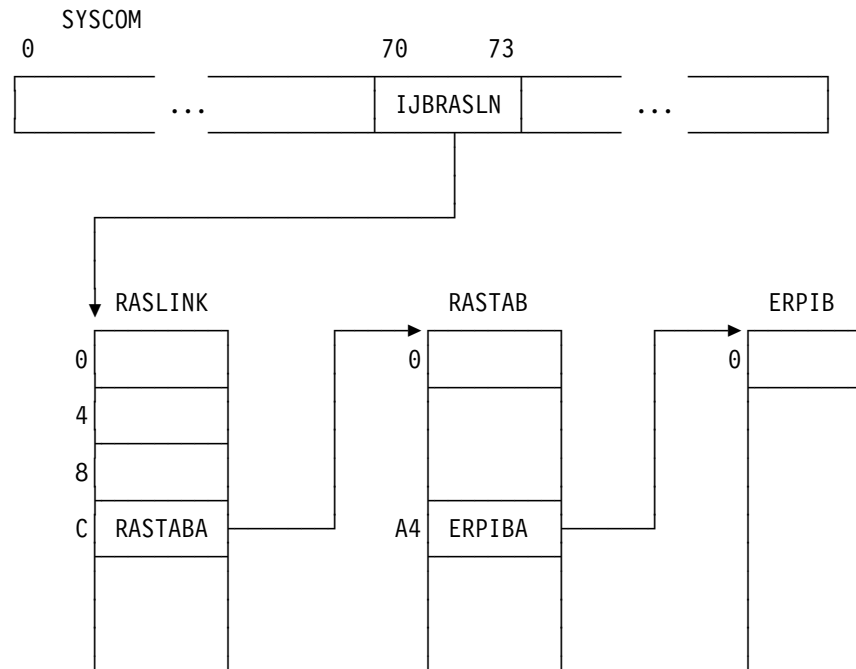 SYSCOM
0 70 73
... IJBRASLN ...
RASLINK RASTAB ERPIB
0 0 0
4
8
C RASTABA A4 ERPIBA